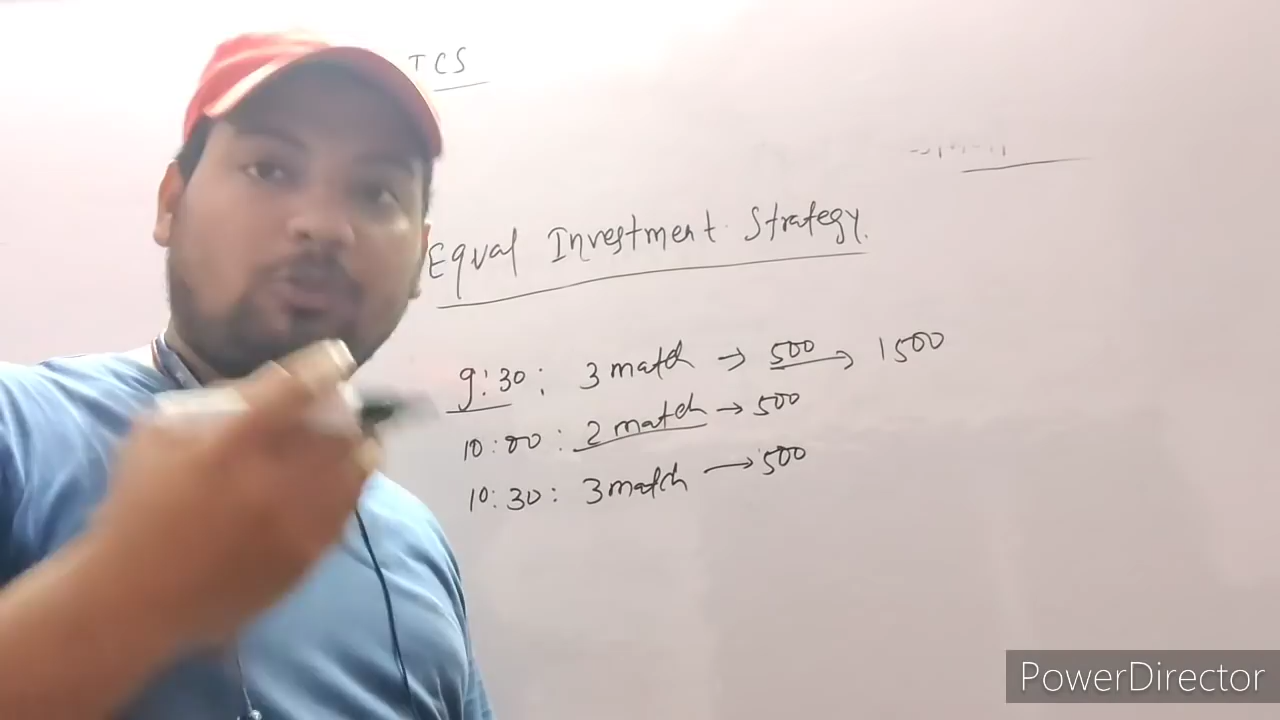 TCS
Equal Investment Strategy.
9:30 : 3 match → 500 → 1500
10:00 : 2 match → 500
10:30 : 3 match → 500
PowerDirector